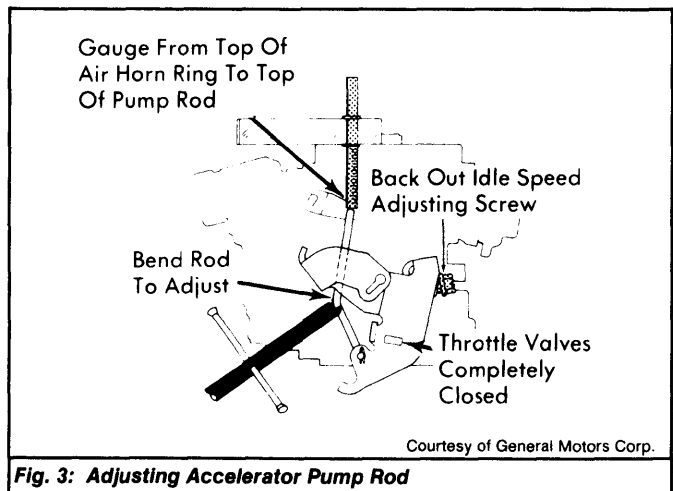 Gauge From Top Of
Air Horn Ring To Top
Of Pump Rod
Back Out Idle Speed
Adjusting Screw
Bend Rod
To Adjust
Throttle Valves
Completely
Closed
Courtesy of General Motors Corp.
Fig. 3: Adjusting Accelerator Pump Rod